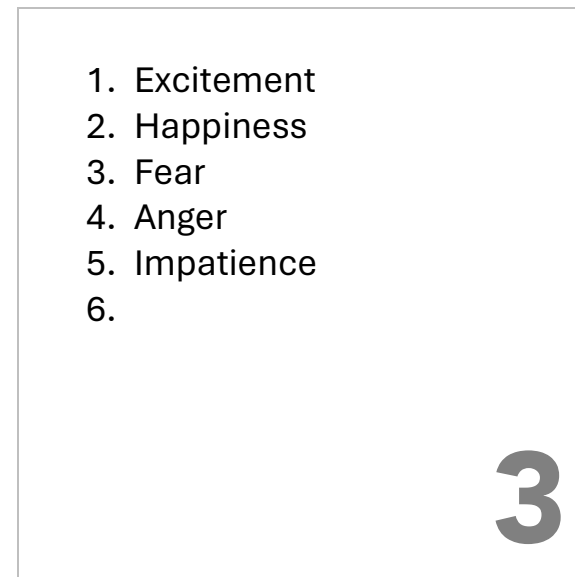 1. Excitement
2. Happiness
3. Fear
4. Anger
5. Impatience
6.
3